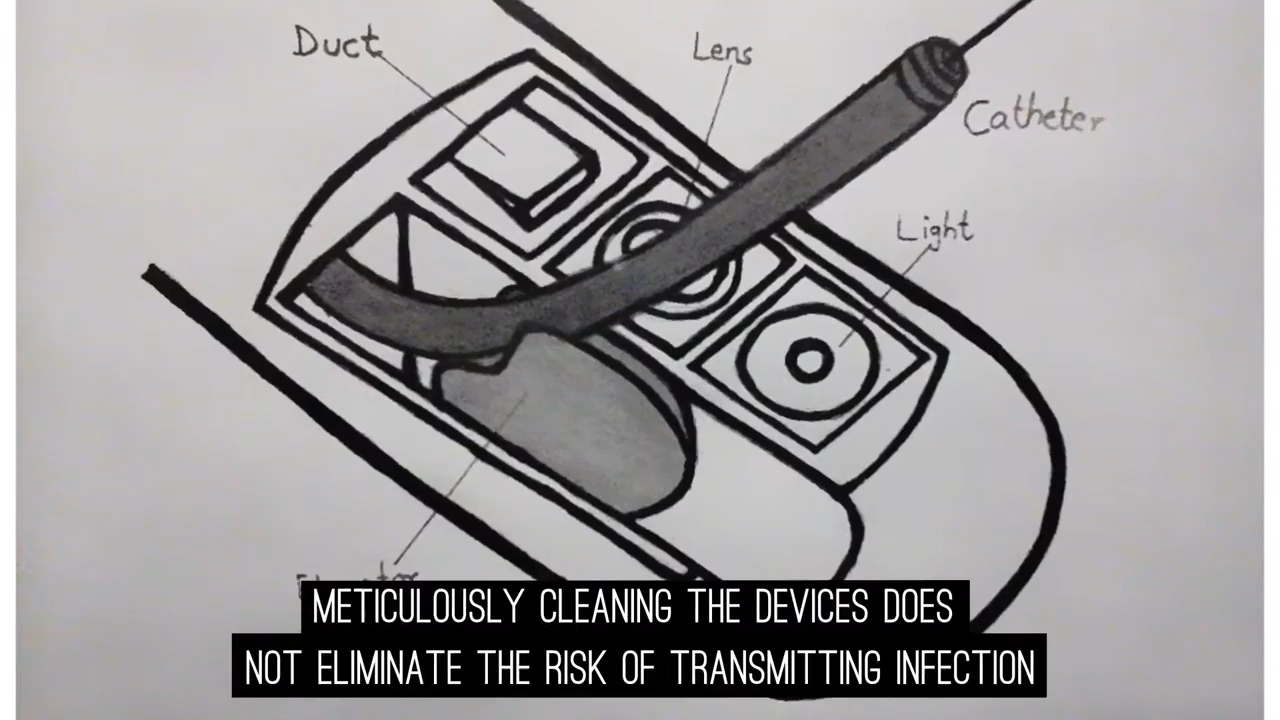 Duct
Lens
Catheter
Light
METICULOUSLY CLEANING THE DEVICES DOES
NOT ELIMINATE THE RISK OF TRANSMITTING INFECTION